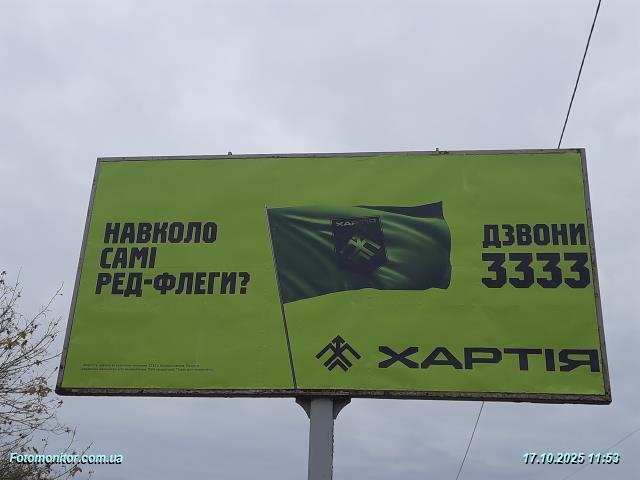 НАВКОЛО
САМІ
РЕД-ФЛЕГИ?
ХАРТІЯ
ДЗВОНИ
3333
ХАРТІЯ
Fotomonitor.com.ua
17.10.2025 11:53